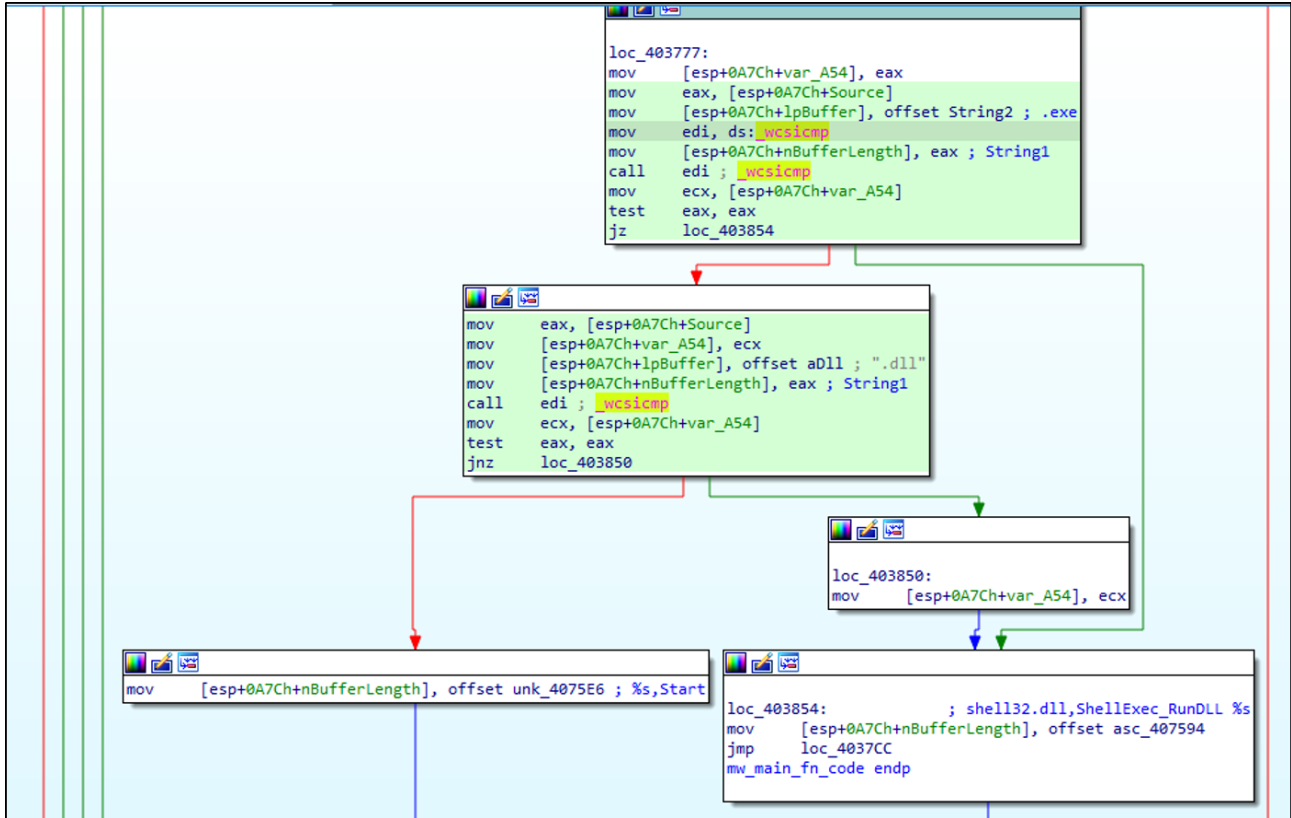 loc_403777:
mov [esp+0A7Ch+var_A54], eax
mov eax, [esp+0A7Ch+Source]
mov [esp+0A7Ch+lpBuffer], offset String2 ; .exe
mov edi, ds:_wcsicmp
mov [esp+0A7Ch+nBufferLength], eax ; String1
call edi ; _wcsicmp
mov ecx, [esp+0A7Ch+var_A54]
test eax, eax
jz loc_403854
mov eax, [esp+0A7Ch+Source]
mov [esp+0A7Ch+var_A54], ecx
mov [esp+0A7Ch+lpBuffer], offset aDll ; ".dll"
mov [esp+0A7Ch+nBufferLength], eax ; String1
call edi ; _wcsicmp
mov ecx, [esp+0A7Ch+var_A54]
test eax, eax
jnz loc_403850
loc_403850:
mov [esp+0A7Ch+var_A54], ecx
mov [esp+0A7Ch+nBufferLength], offset unk_4075E6 ; %s,Start
loc_403854: ; shell32.dll,ShellExec_RunDLL %s
mov [esp+0A7Ch+nBufferLength], offset asc_407594
jmp loc_4037CC
mw_main_fn_code endp